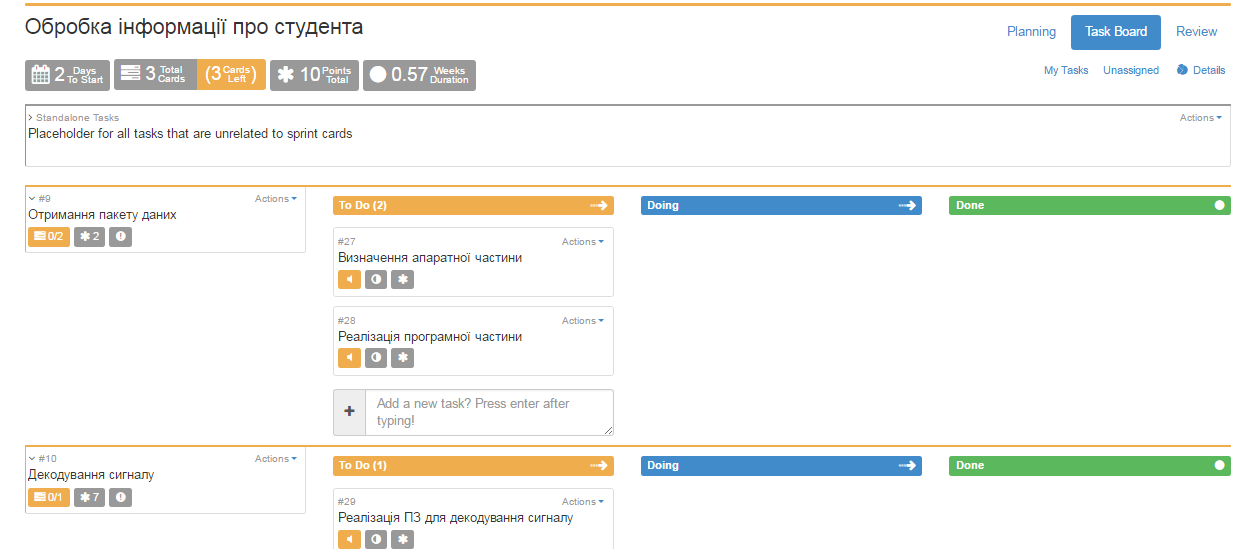 Обробка інформації про студента
Planning
Task Board
Review
2 Days To Start
3 Total Cards
(3 Cards Left)
10 Points Total
0.57 Weeks Duration
My Tasks
Unassigned
Details
Standalone Tasks
Actions
Placeholder for all tasks that are unrelated to sprint cards
#9
Actions
Отримання пакету даних
0/2
2
To Do (2)
Doing
Done
#27
Actions
Визначення апаратної частини
#28
Actions
Реалізація програмної частини
Add a new task? Press enter after
typing!
#10
Actions
Декодування сигналу
0/1
7
To Do (1)
Doing
Done
#29
Actions
Реалізація ПЗ для декодування сигналу